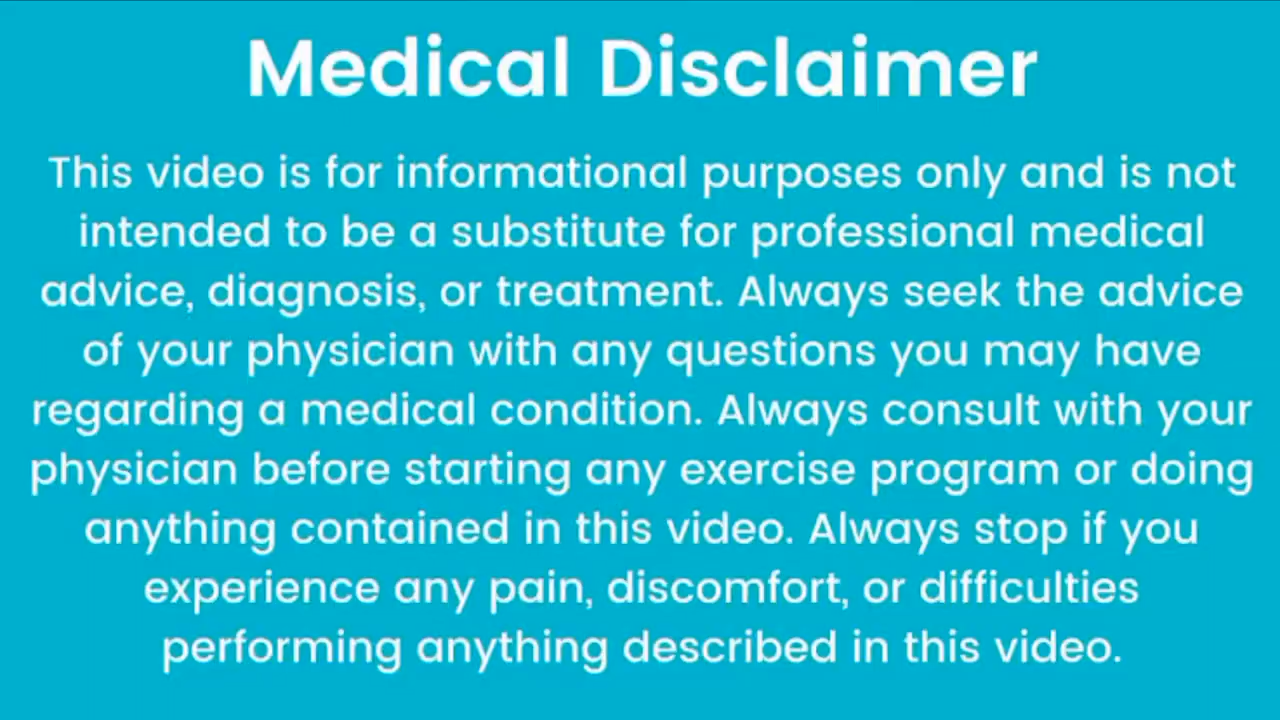 Medical Disclaimer
This video is for informational purposes only and is not
intended to be a substitute for professional medical
advice, diagnosis, or treatment. Always seek the advice
of your physician with any questions you may have
regarding a medical condition. Always consult with your
physician before starting any exercise program or doing
anything contained in this video. Always stop if you
experience any pain, discomfort, or difficulties
performing anything described in this video.